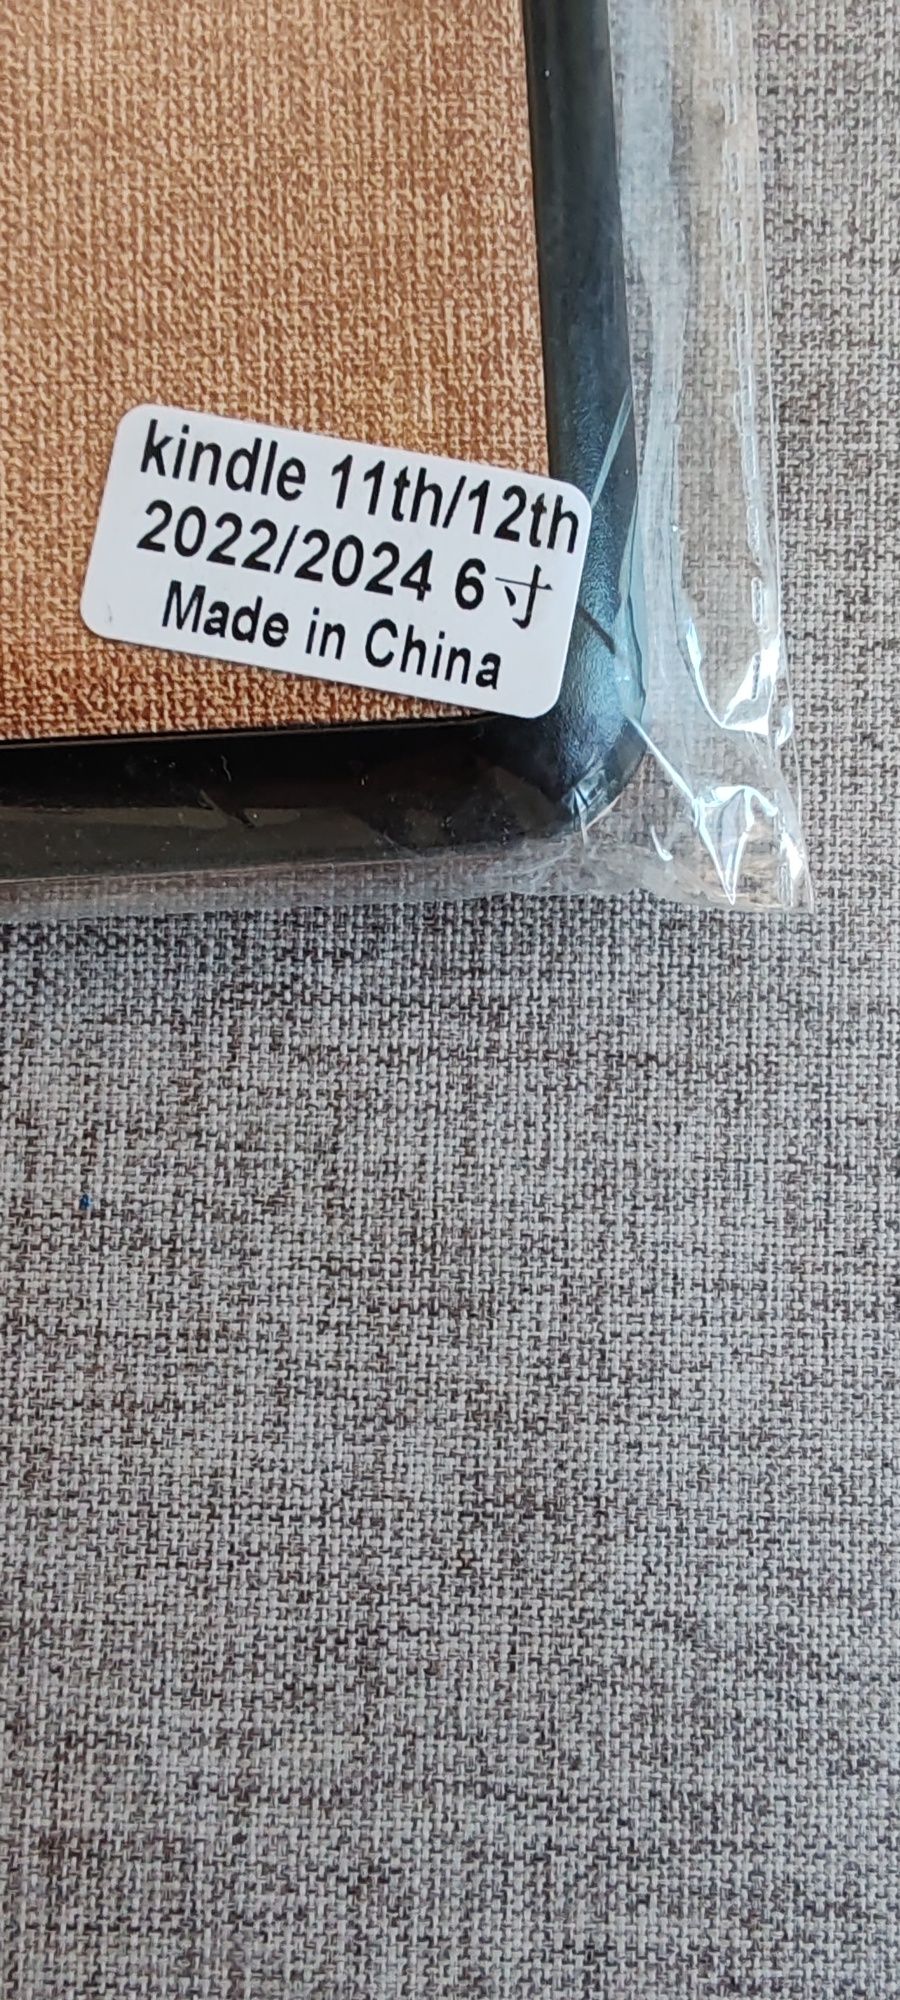 kindle 11th/12th
2022/2024 6寸
Made in China